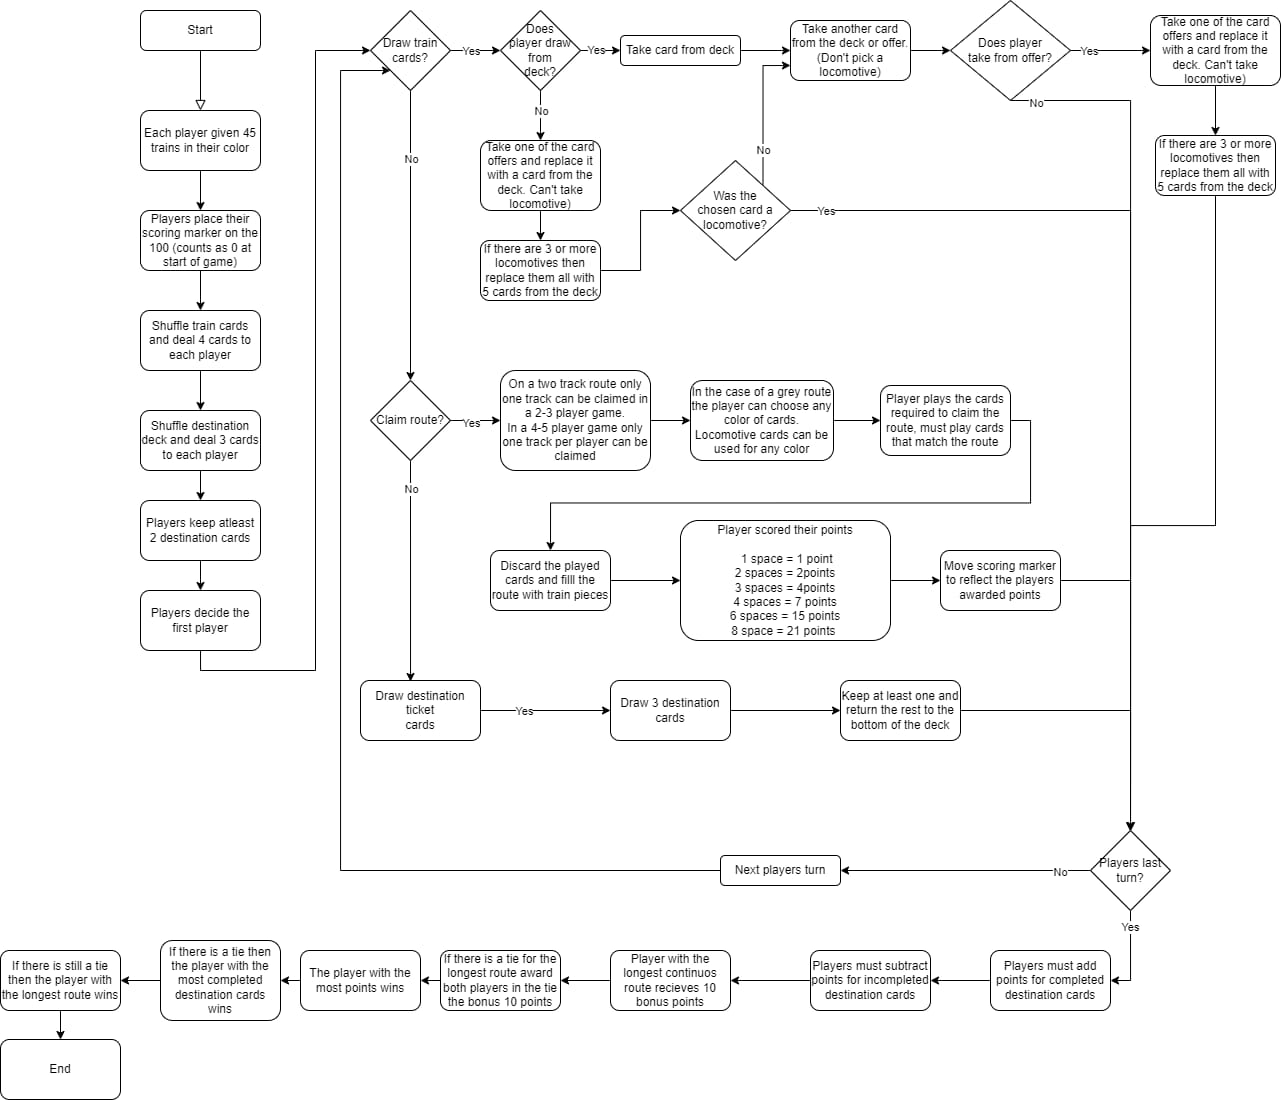 Start
Each player given 45
trains in their color
Players place their
scoring marker on the
100 (counts as 0 at
start of game)
Shuffle train cards
and deal 4 cards to
each player
Shuffle destination
deck and deal 3 cards
to each player
Players keep atleast
2 destination cards
Players decide the
first player
Draw train
cards?
Yes
Does
player draw
from
deck?
Yes
Take card from deck
Take another card
from the deck or offer.
(Don't pick a
locomotive)
Does player
take from offer?
Yes
Take one of the card
offers and replace it
with a card from the
deck. Can't take
locomotive)
No
If there are 3 or more
locomotives then
replace them all with
5 cards from the deck
No
Take one of the card
offers and replace it
with a card from the
deck. Can't take
locomotive)
If there are 3 or more
locomotives then
replace them all with
5 cards from the deck
No
Was the
chosen card a
locomotive?
Yes
No
Claim route?
Yes
On a two track route only
one track can be claimed in
a 2-3 player game.
In a 4-5 player game only
one track per player can be
claimed
In the case of a grey route
the player can choose any
color of cards.
Locomotive cards can be
used for any color
Player plays the cards
required to claim the
route, must play cards
that match the route
No
Discard the played
cards and filll the
route with train pieces
Player scored their points
1 space = 1 point
2 spaces = 2points
3 spaces = 4points
4 spaces = 7 points
6 spaces = 15 points
8 space = 21 points
Move scoring marker
to reflect the players
awarded points
Draw destination
ticket
cards
Yes
Draw 3 destination
cards
Keep at least one and
return the rest to the
bottom of the deck
Players last
turn?
No
Next players turn
Yes
Players must add
points for completed
destination cards
Players must subtract
points for incompleted
destination cards
Player with the
longest continuos
route recieves 10
bonus points
If there is a tie for the
longest route award
both players in the tie
the bonus 10 points
The player with the
most points wins
If there is a tie then
the player with the
most completed
destination cards
wins
If there is still a tie
then the player with
the longest route wins
End